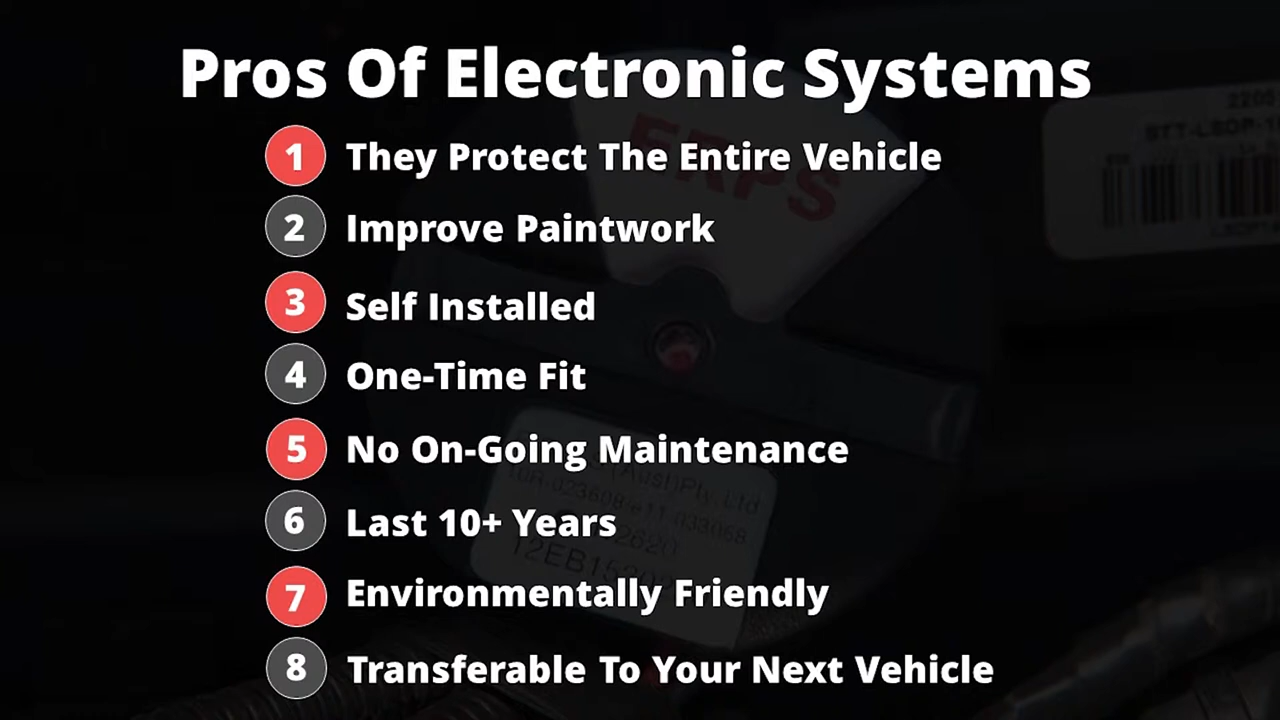 Pros Of Electronic Systems
1 They Protect The Entire Vehicle
2 Improve Paintwork
3 Self Installed
4 One-Time Fit
5 No On-Going Maintenance
6 Last 10+ Years
7 Environmentally Friendly
8 Transferable To Your Next Vehicle
ERPS